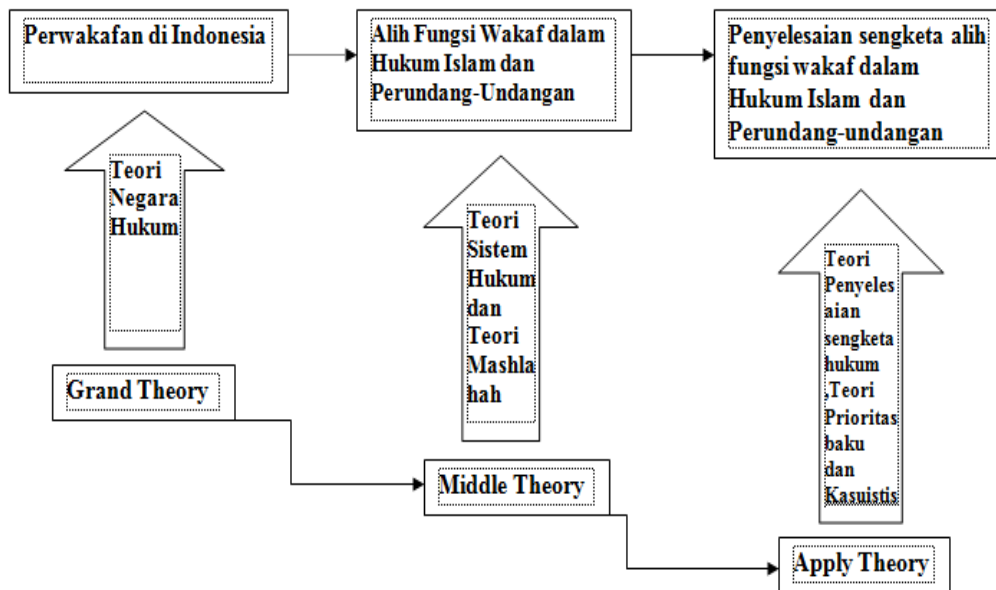 Perwakafan di Indonesia
Alih Fungsi Wakaf dalam
Hukum Islam dan
Perundang-Undangan
Penyelesaian sengketa alih
fungsi wakaf dalam
Hukum Islam dan
Perundang-undangan
Teori
Negara
Hukum
Teori
Sistem
Hukum
dan
Teori
Mashla
hah
Teori
Penyeles
aian
sengketa
hukum
,Teori
Prioritas
baku
dan
Kasuistis
Grand Theory
Middle Theory
Apply Theory